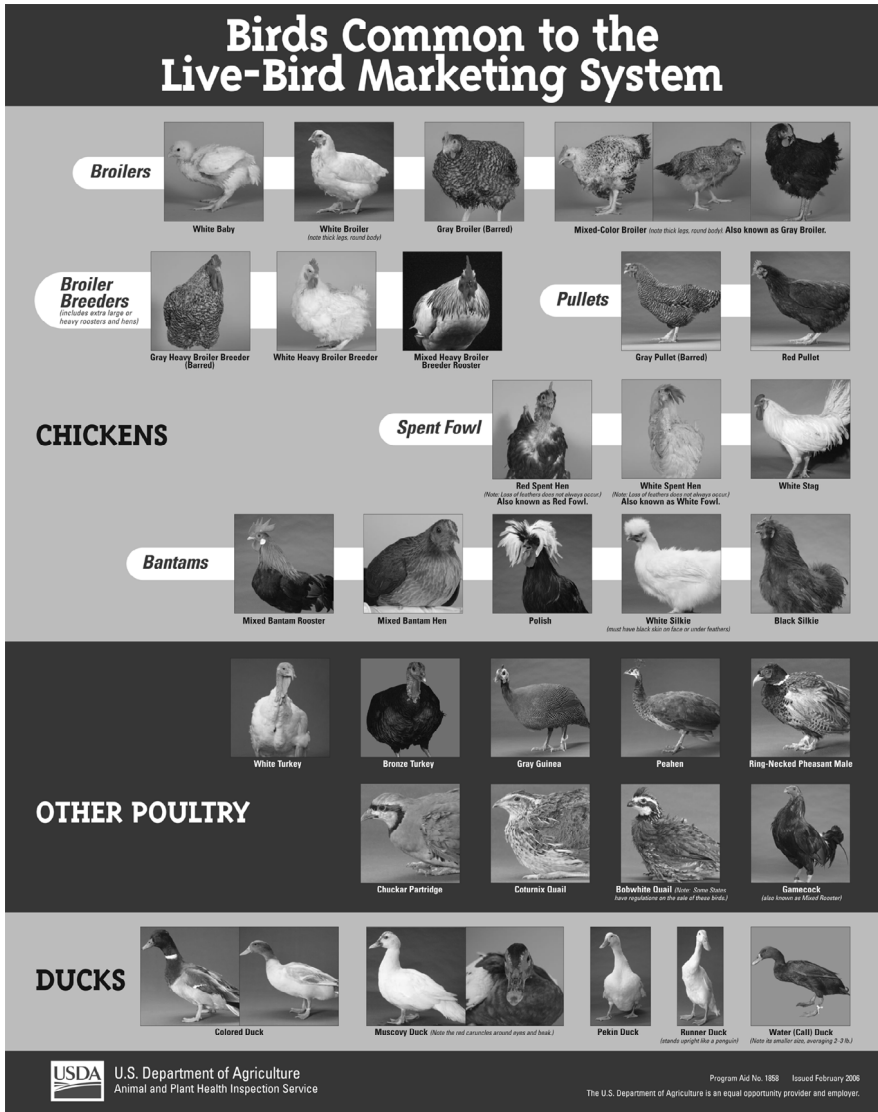 Birds Common to the
Live-Bird Marketing System
Broilers
White Baby
White Broiler
(note thick legs, round body)
Gray Broiler (Barred)
Mixed-Color Broiler (note thick legs, round body). Also known as Gray Broiler.
Broiler
Breeders
(includes extra large or
heavy roosters and hens)
Gray Heavy Broiler Breeder
(Barred)
White Heavy Broiler Breeder
Mixed Heavy Broiler
Breeder Rooster
Pullets
Gray Pullet (Barred)
Red Pullet
CHICKENS
Spent Fowl
Red Spent Hen
(Note: Loss of feathers does not always occur.)
Also known as Red Fowl.
White Spent Hen
(Note: Loss of feathers does not always occur.)
Also known as White Fowl.
White Stag
Bantams
Mixed Bantam Rooster
Mixed Bantam Hen
Polish
White Silkie
(must have black skin on face or under feathers)
Black Silkie
White Turkey
Bronze Turkey
Gray Guinea
Peahen
Ring-Necked Pheasant Male
OTHER POULTRY
Chuckar Partridge
Coturnix Quail
Bobwhite Quail (Note: Some States
have regulations on the sale of these birds.)
Gamecock
(also known as Mixed Rooster)
DUCKS
Colored Duck
Muscovy Duck (Note the red caruncles around eyes and beak.)
Pekin Duck
Runner Duck
(stands upright like a penguin)
Water (Call) Duck
(Note its smaller size, averaging 2-3 lb.)
USDA
U.S. Department of Agriculture
Animal and Plant Health Inspection Service
Program Aid No. 1858 Issued February 2006
The U.S. Department of Agriculture is an equal opportunity provider and employer.